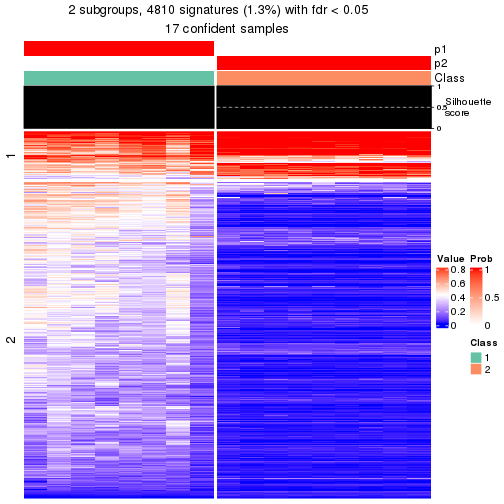 2 subgroups, 4810 signatures (1.3%) with fdr < 0.05
17 confident samples
p1
p2
Class
1
0.5
0
Silhouette
score
1
2
Value
0.8
0.6
0.4
0.2
0
Prob
1
0.5
0
Class
1
2